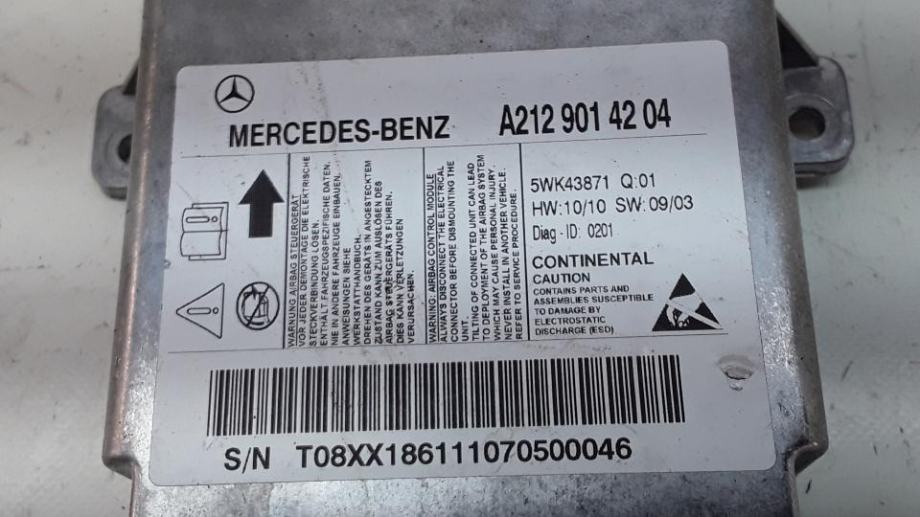 MERCEDES-BENZ A212 901 42 04
WARNUNG: AIRBAG STEUERGERÄT
VOR JEDER DEMONTAGE DIE ELEKTRISCHE
STECKVERBINDUNG LÖSEN.
ENTHÄLT FAHRZEUGSPEZIFISCHE DATEN.
NIE IN ANDERE FAHRZEUGE EINBAUEN.
ANWEISUNGEN SIEHE
WERKSTATTHANDBUCH.
DREHEN DES GERÄTS IN ANGESTECKTEM
ZUSTAND KANN ZUM AUSLÖSEN DES
AIRBAG STEUERGERÄTS FÜHREN.
DIES KANN VERLETZUNGEN
VERURSACHEN.
WARNING: AIRBAG CONTROL MODULE
ALWAYS DISCONNECT THE ELECTRICAL
CONNECTOR BEFORE DISMOUNTING THE
UNIT.
TILTING OF CONNECTED UNIT CAN LEAD
TO DEPLOYMENT OF THE AIRBAG SYSTEM
WHICH MAY CAUSE PERSONAL INJURY.
NEVER INSTALL IN ANOTHER VEHICLE.
REFER TO SERVICE PROCEDURE.
5WK43871 Q:01
HW:10/10 SW:09/03
Diag-ID: 0201
CONTINENTAL
CAUTION
CONTAINS PARTS AND
ASSEMBLIES SUSCEPTIBLE
TO DAMAGE BY
ELECTROSTATIC
DISCHARGE (ESD)
S/N T08XX186111070500046